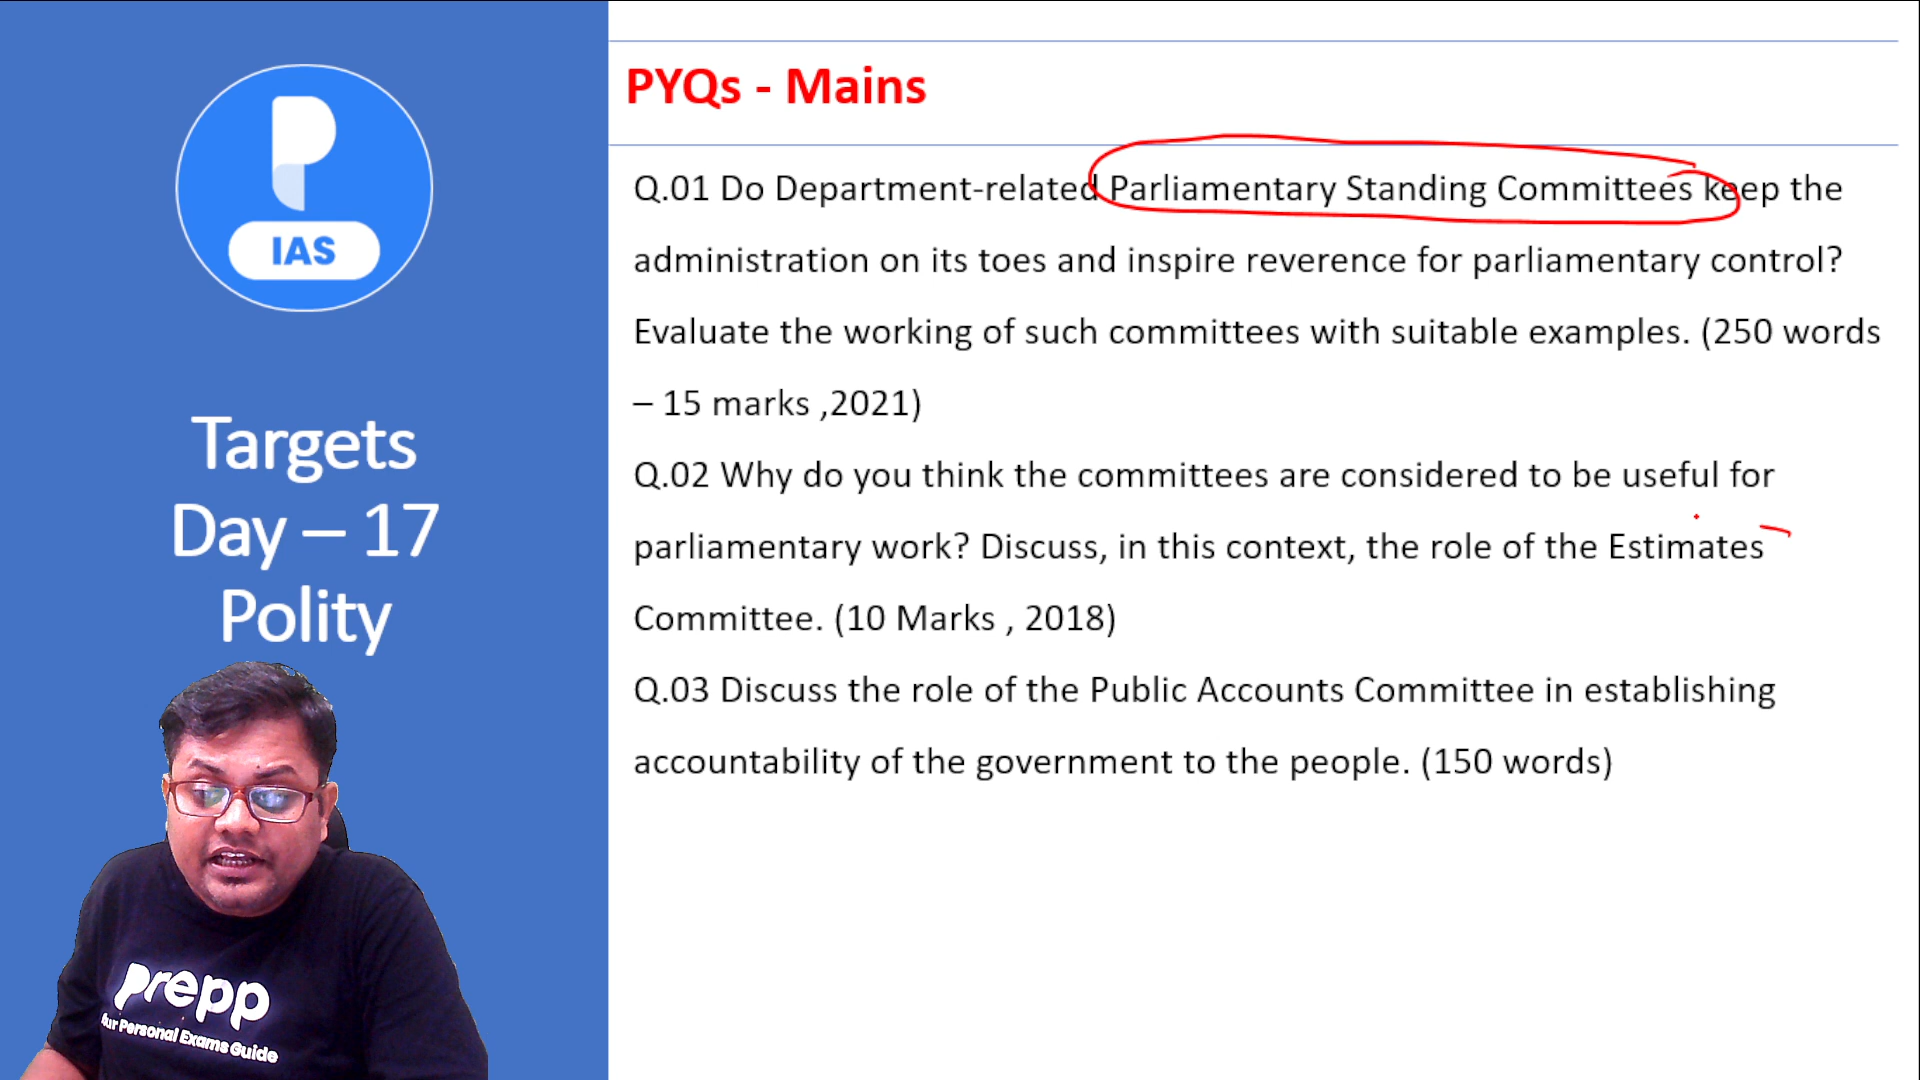 IAS
Targets
Day – 17
Polity
prepp
Your Personal Exams Guide
PYQs - Mains
Q.01 Do Department-related Parliamentary Standing Committees keep the
administration on its toes and inspire reverence for parliamentary control?
Evaluate the working of such committees with suitable examples. (250 words
– 15 marks ,2021)
Q.02 Why do you think the committees are considered to be useful for
parliamentary work? Discuss, in this context, the role of the Estimates
Committee. (10 Marks , 2018)
Q.03 Discuss the role of the Public Accounts Committee in establishing
accountability of the government to the people. (150 words)